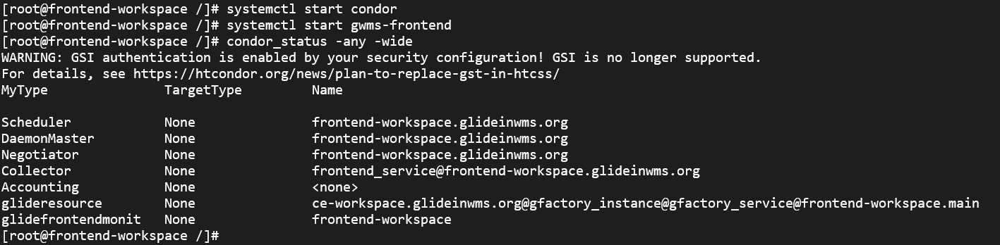 [root@frontend-workspace /]# systemctl start condor
[root@frontend-workspace /]# systemctl start gwms-frontend
[root@frontend-workspace /]# condor_status -any -wide
WARNING: GSI authentication is enabled by your security configuration! GSI is no longer supported.
For details, see https://htcondor.org/news/plan-to-replace-gst-in-htcss/
MyType             TargetType         Name

Scheduler          None               frontend-workspace.glideinwms.org
DaemonMaster       None               frontend-workspace.glideinwms.org
Negotiator         None               frontend-workspace.glideinwms.org
Collector          None               frontend_service@frontend-workspace.glideinwms.org
Accounting         None               <none>
glideresource      None               ce-workspace.glideinwms.org@gfactory_instance@gfactory_service@frontend-workspace.main
glidefrontendmonit None               frontend-workspace
[root@frontend-workspace /]#